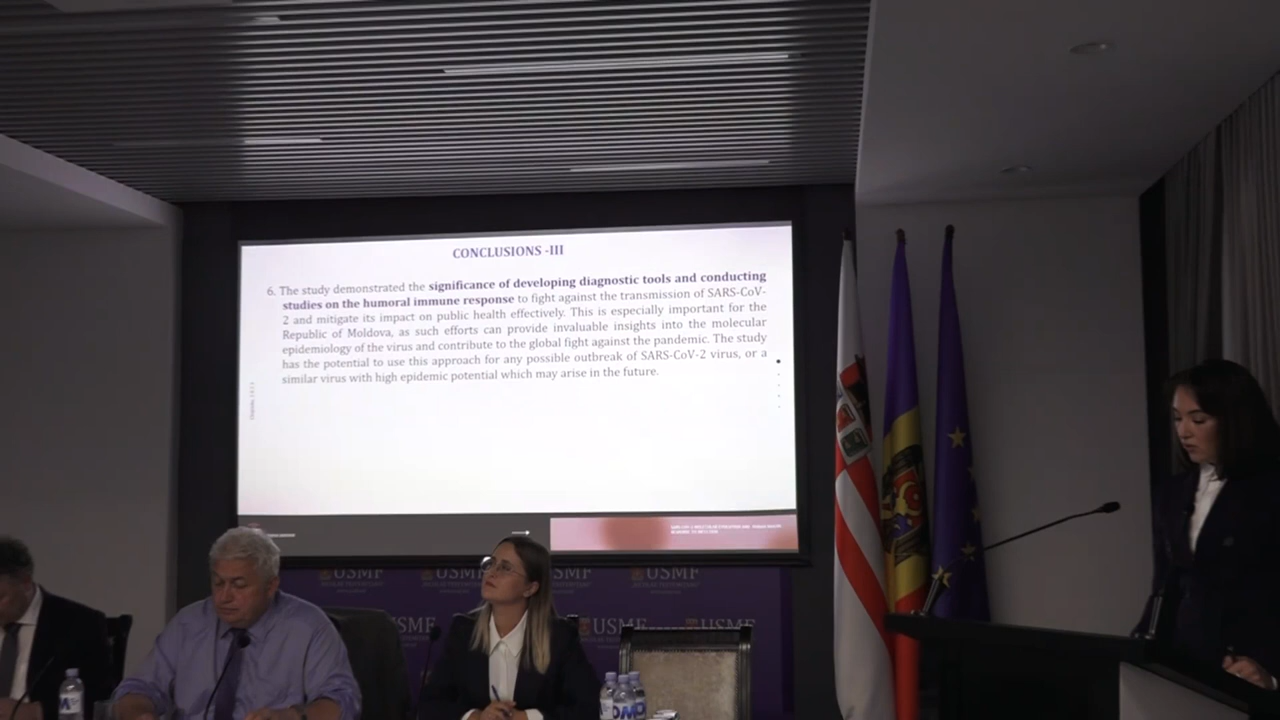 CONCLUSIONS -III
6. The study demonstrated the significance of developing diagnostic tools and conducting
studies on the humoral immune response to fight against the transmission of SARS-CoV-
2 and mitigate its impact on public health effectively. This is especially important for the
Republic of Moldova, as such efforts can provide invaluable insights into the molecular
epidemiology of the virus and contribute to the global fight against the pandemic. The study
has the potential to use this approach for any possible outbreak of SARS-CoV-2 virus, or a
similar virus with high epidemic potential which may arise in the future.
USMF
USMF
USMF
USMF
USMF
USMF